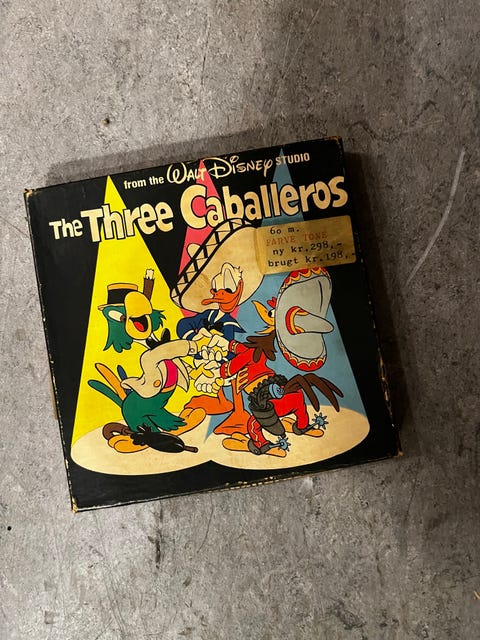 from the WALT DISNEY STUDIO
The Three Caballeros
60 m.
FARVE TONE
ny kr.298,-
brugt kr.198,-